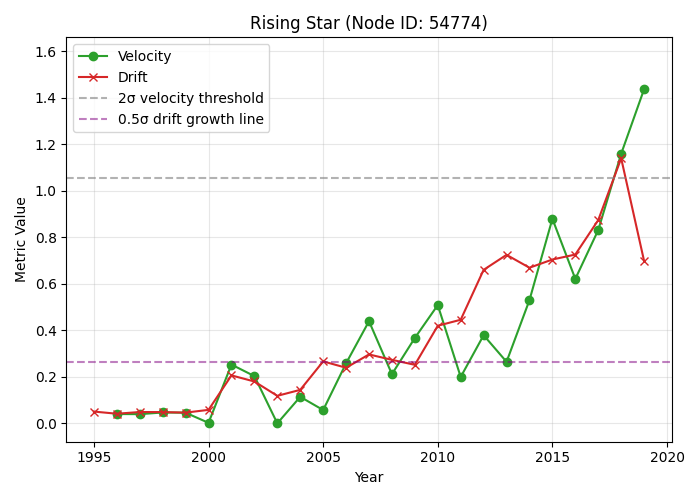 Rising Star (Node ID: 54774)
Velocity
Drift
2σ velocity threshold
0.5σ drift growth line
Metric Value
1.6
1.4
1.2
1.0
0.8
0.6
0.4
0.2
0.0
1995
2000
2005
2010
2015
2020
Year